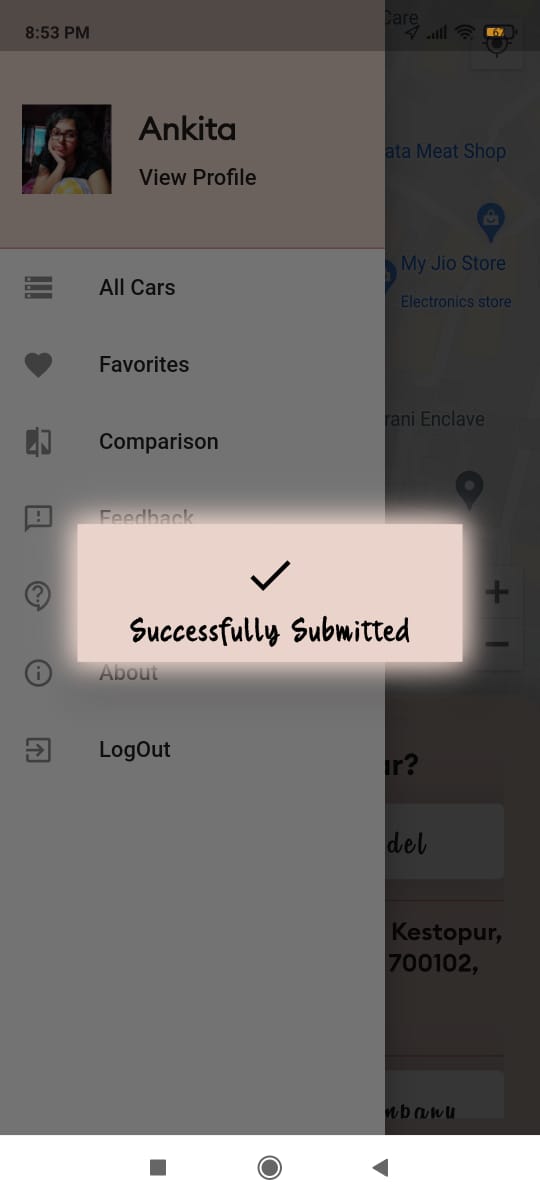 8:53 PM
Care
67
Ankita
View Profile
ata Meat Shop
My Jio Store
Electronics store
All Cars
Favorites
Comparison
rani Enclave
Feedback
Successfully Submitted
About
LogOut
ur?
del
Kestopur,
700102,
mpany